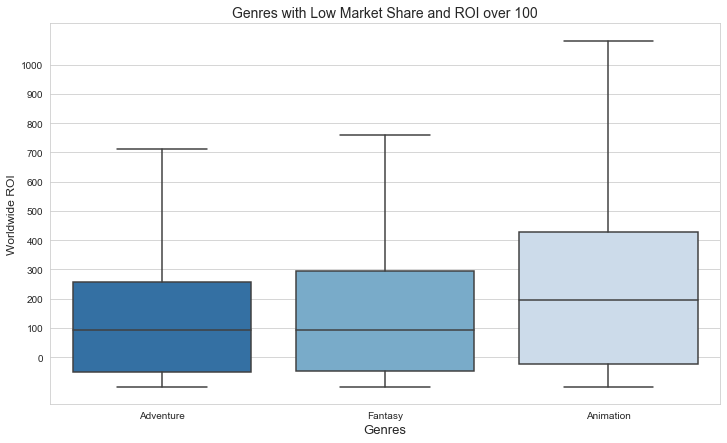 Genres with Low Market Share and ROI over 100
1000
900
800
700
600
500
400
300
200
100
0
Worldwide ROI
Adventure
Fantasy
Animation
Genres